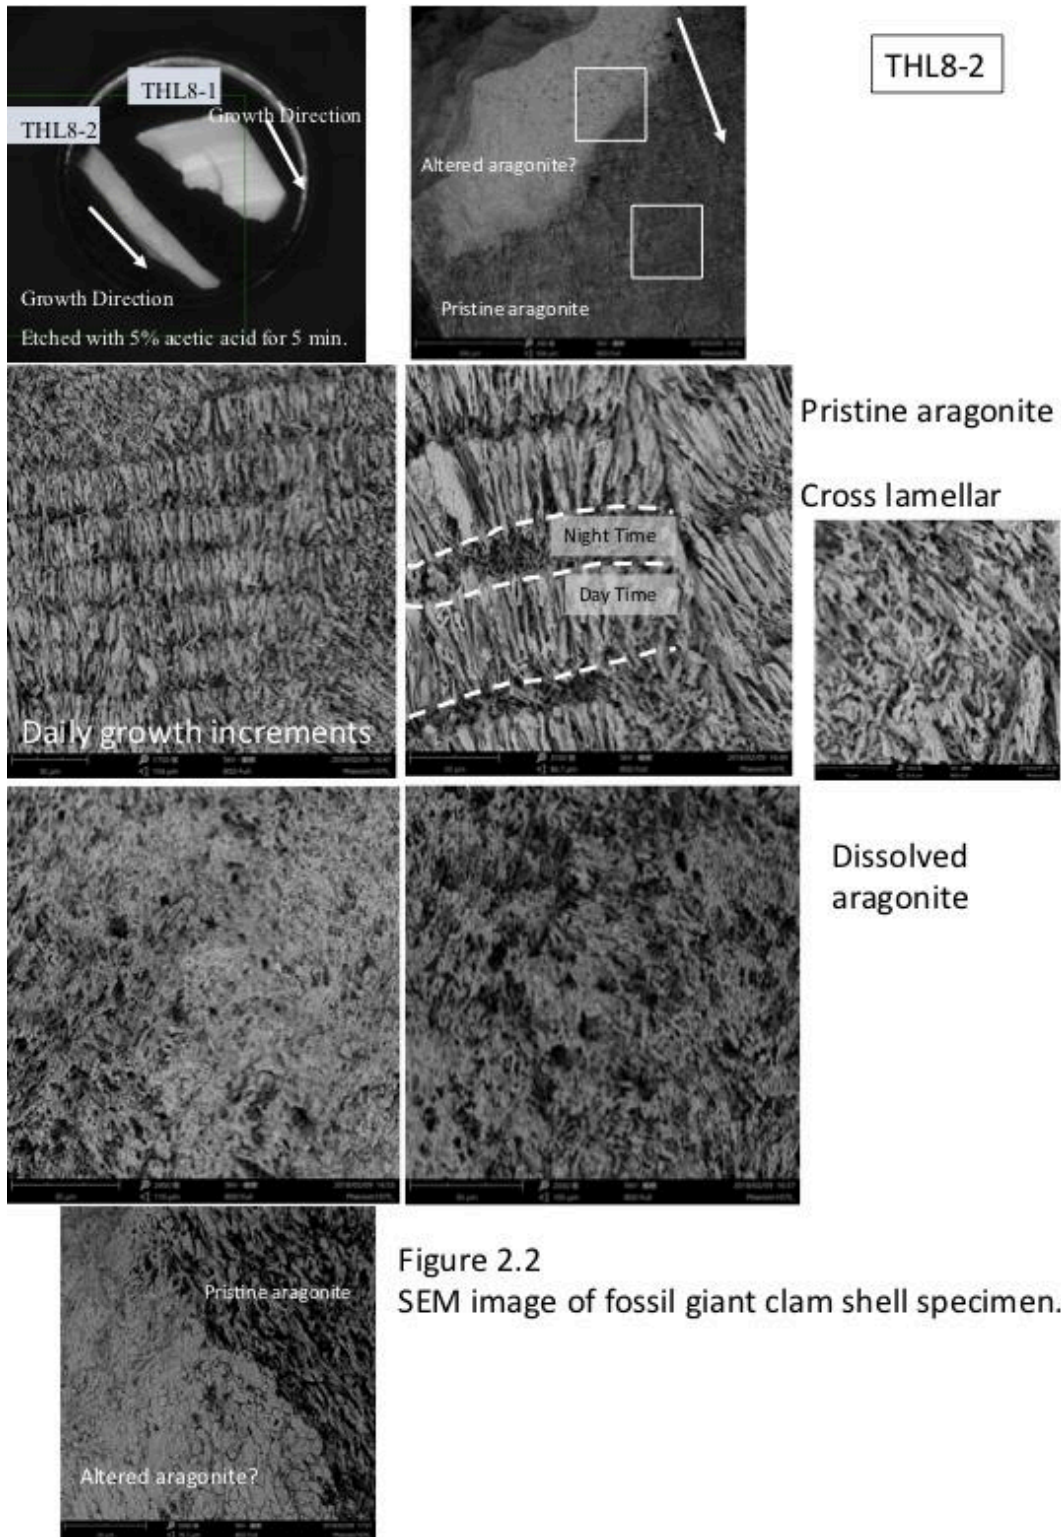 THL8-1
Growth Direction
THL8-2
Growth Direction
Etched with 5% acetic acid for 5 min.
Altered aragonite?
Pristine aragonite
THL8-2
Daily growth increments
Night Time
Day Time
Pristine aragonite
Cross lamellar
Dissolved
aragonite
Pristine aragonite
Altered aragonite?
Figure 2.2
SEM image of fossil giant clam shell specimen.